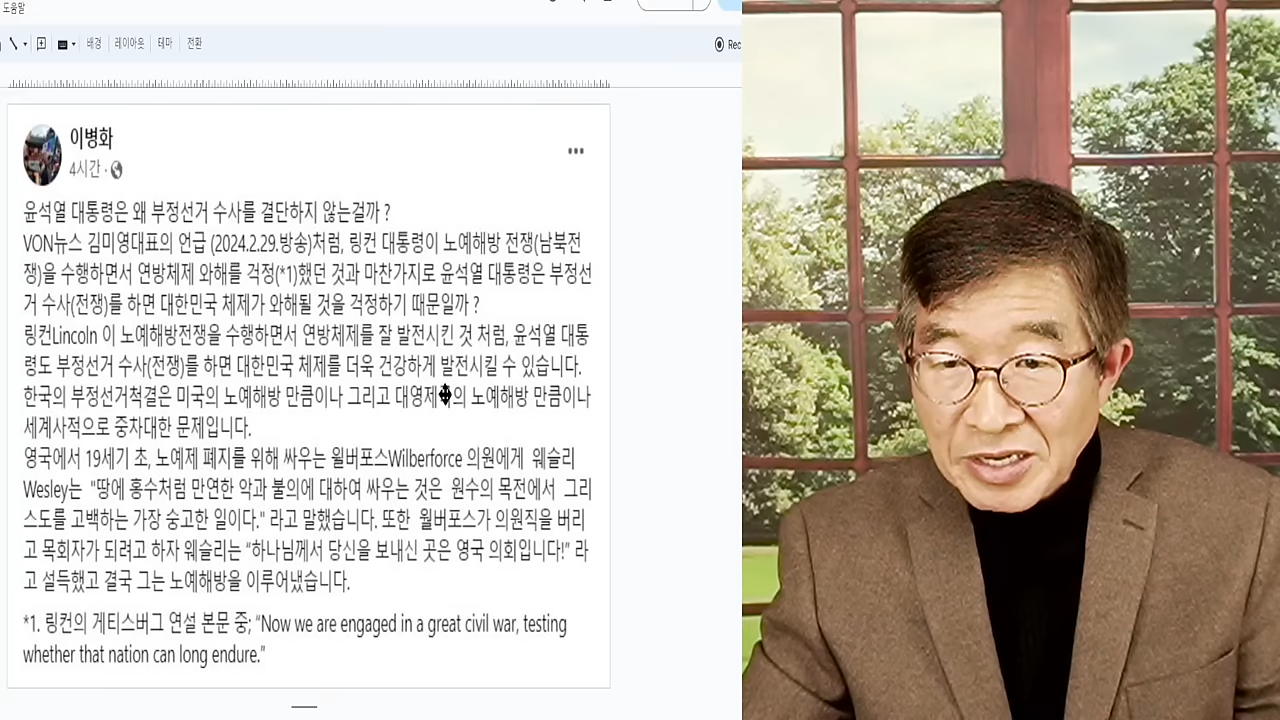 도움말
배경 레이아웃 테마 전환
Rec
이병화
4시간 ·
윤석열 대통령은 왜 부정선거 수사를 결단하지 않는걸까 ?
VON뉴스 김미영대표의 언급 (2024.2.29.방송)처럼, 링컨 대통령이 노예해방 전쟁(남북전
쟁)을 수행하면서 연방체제 와해를 걱정(*1)했던 것과 마찬가지로 윤석열 대통령은 부정선
거 수사(전쟁)를 하면 대한민국 체제가 와해될 것을 걱정하기 때문일까 ?
링컨Lincoln 이 노예해방전쟁을 수행하면서 연방체제를 잘 발전시킨 것 처럼, 윤석열 대통
령도 부정선거 수사(전쟁)를 하면 대한민국 체제를 더욱 건강하게 발전시킬 수 있습니다.
한국의 부정선거척결은 미국의 노예해방 만큼이나 그리고 대영제 의 노예해방 만큼이나
세계사적으로 중차대한 문제입니다.
영국에서 19세기 초, 노예제 폐지를 위해 싸우는 윌버포스Wilberforce 의원에게 웨슬리
Wesley는 "땅에 홍수처럼 만연한 악과 불의에 대하여 싸우는 것은 원수의 목전에서 그리
스도를 고백하는 가장 숭고한 일이다." 라고 말했습니다. 또한 윌버포스가 의원직을 버리
고 목회자가 되려고 하자 웨슬리는 “하나님께서 당신을 보내신 곳은 영국 의회입니다!” 라
고 설득했고 결국 그는 노예해방을 이루어냈습니다.
*1. 링컨의 게티스버그 연설 본문 중; “Now we are engaged in a great civil war, testing
whether that nation can long endure.”